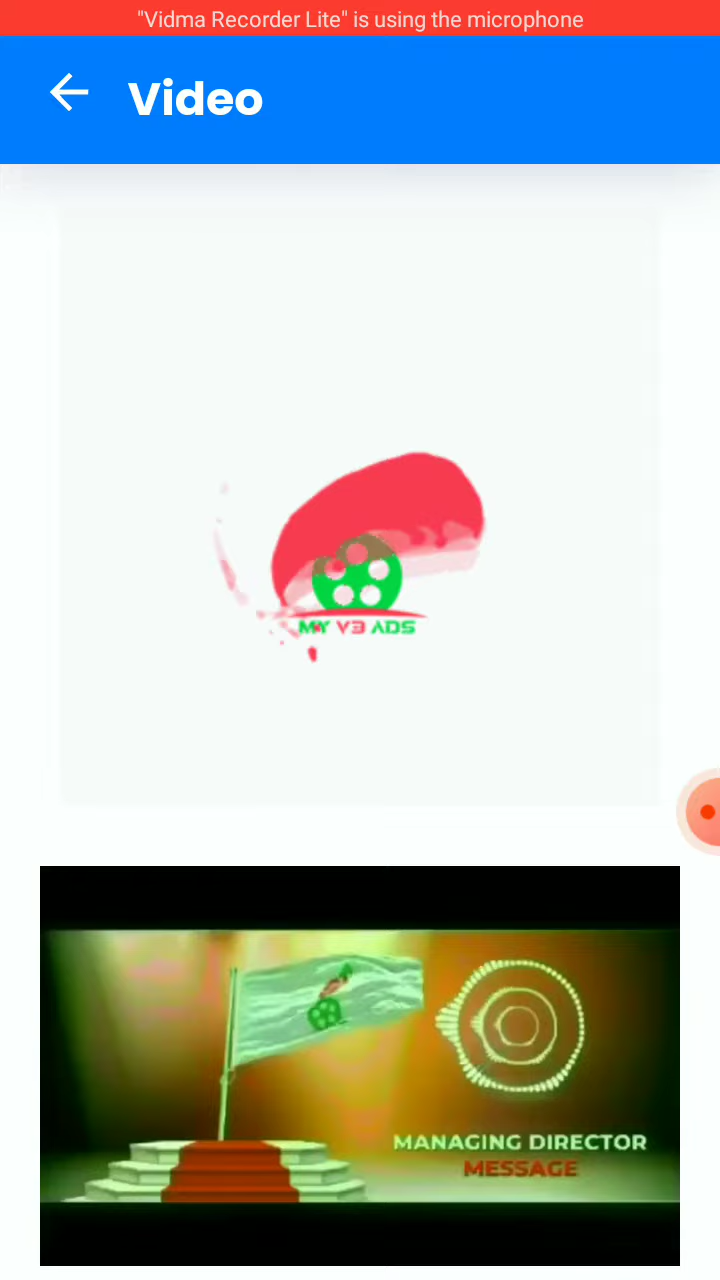 "Vidma Recorder Lite" is using the microphone
Video
MY V3 ADS
MANAGING DIRECTOR
MESSAGE